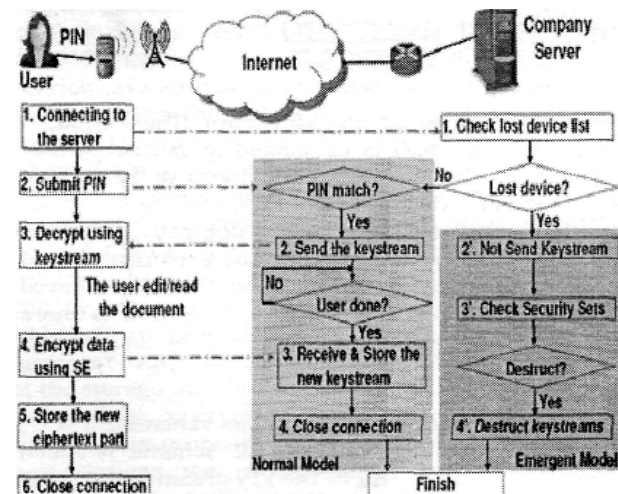 PIN
User
Internet
Company
Server
1. Connecting to
the server
2. Submit PIN
3. Decrypt using
keystream
The user edit/read
the document
4. Encrypt data
using SE
5. Store the new
ciphertext part
6. Close connection
1. Check lost device list
Lost device?
No
PIN match?
Yes
2. Send the keystream
No
User done?
Yes
3. Receive & Store the
new keystream
4. Close connection
Normal Model
Yes
2'. Not Send Keystream
3'. Check Security Sets
Destruct?
Yes
4'. Destruct keystreams
Emergent Model
Finish